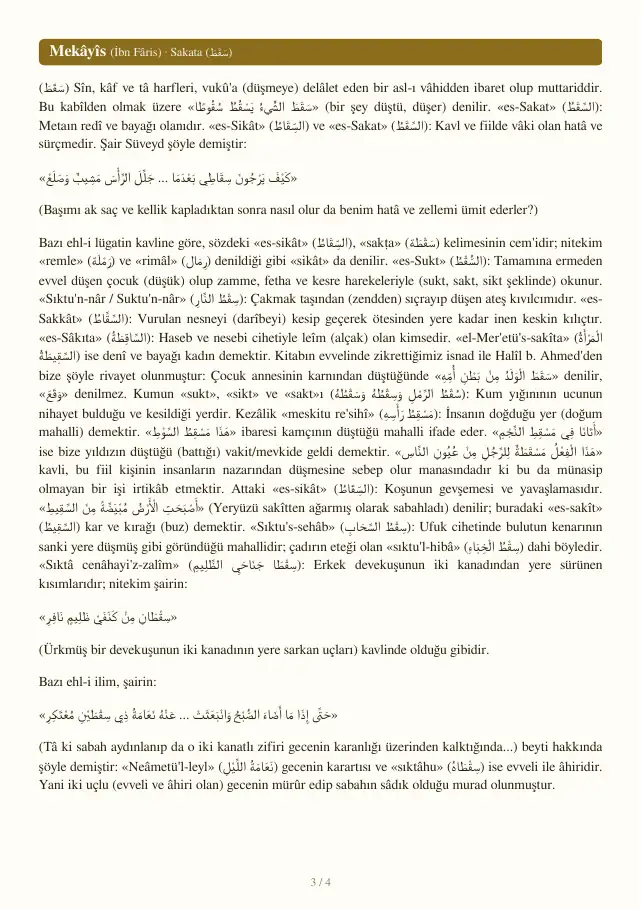 Mekâyîs (İbn Fâris) · Sakata (سَقَطَ)
(سَقَطَ) Sîn, kâf ve tâ harfleri, vukû'a (düşmeye) delâlet eden bir asl-ı vâhidden ibaret olup muttariddir.
Bu kabîlden olmak üzere «سَقَطَ الشَّيءُ يَسْقُطُ سُقُوطًا» (bir şey düştü, düşer) denilir. «es-Sakat» (السَّقَطُ):
Metaın redî ve bayağı olanıdır. «es-Sikât» (السِّقَاطُ) ve «es-Sakat» (السَّقَطُ): Kavl ve fiilde vâki olan hatâ ve
sürçmedir. Şair Süveyd şöyle demiştir:
«كَيْفَ يَرْجُونَ سِقَاطِي بَعْدَمَا ... جَلَّلَ الرَّأْسَ مَشِيبٌ وَصَلَعْ»
(Başımı ak saç ve kellik kapladıktan sonra nasıl olur da benim hatâ ve zellemi ümit ederler?)
Bazı ehl-i lügatin kavline göre, sözdeki «es-sikât» (السِّقَاطُ), «sakṭa» (سَقْطَة) kelimesinin cem'idir; nitekim
«remle» (رَمْلَة) ve «rimâl» (رِمَال) denildiği gibi «sikât» da denilir. «es-Sukt» (السُّقْطُ): Tamamına ermeden
evvel düşen çocuk (düşük) olup zamme, fetha ve kesre harekeleriyle (sukt, sakt, sikt şeklinde) okunur.
«Sıktu'n-nâr / Suktu'n-nâr» (سِقْطُ النَّارِ): Çakmak taşından (zendden) sıçrayıp düşen ateş kıvılcımıdır. «es-
Sakkât» (السَّقَّاطُ): Vurulan nesneyi (darîbeyi) kesip geçerek ötesinden yere kadar inen keskin kılıçtır.
«es-Sâkıta» (السَّاقِطَةُ): Haseb ve nesebi cihetiyle leîm (alçak) olan kimsedir. «el-Mer'etü's-sakîta» (الْمَرْأَةُ
السَّقِيطَةُ) ise denî ve bayağı kadın demektir. Kitabın evvelinde zikrettiğimiz isnad ile Halîl b. Ahmed'den
bize şöyle rivayet olunmuştur: Çocuk annesinin karnından düştüğünde «سَقَطَ الْوَلَدُ مِنْ بَطْنِ أُمِّهِ» denilir,
«وَقَعَ» denilmez. Kumun «sukt», «sikt» ve «sakt»ı (سُقْطُ الرَّمْلِ وَسِقْطُهُ وَسَقْطُهُ): Kum yığınının ucunun
nihayet bulduğu ve kesildiği yerdir. Kezâlik «meskitu re'sihî» (مَسْقِطُ رَأْسِهِ): İnsanın doğduğu yer (doğum
mahalli) demektir. «هَذَا مَسْقِطُ السَّوْطِ» ibaresi kamçının düştüğü mahalli ifade eder. «أَتَانَا فِي مَسْقِطِ النَّجْمِ»
ise bize yıldızın düştüğü (battığı) vakit/mevkide geldi demektir. «هَذَا الْفِعْلُ مَسْقَطَةٌ لِلرَّجُلِ مِنْ عُيُونِ النَّاسِ»
kavli, bu fiil kişinin insanların nazarından düşmesine sebep olur manasındadır ki bu da münasip
olmayan bir işi irtikâb etmektir. Attaki «es-sikât» (السِّقَاطُ): Koşunun gevşemesi ve yavaşlamasıdır.
«أَصْبَحَتِ الْأَرْضُ مُبْيَضَّةً مِنَ السَّقِيطِ» (Yeryüzü sakîtten ağarmış olarak sabahladı) denilir; buradaki «es-sakît»
(السَّقِيطُ) kar ve kırağı (buz) demektir. «Sıktu's-sehâb» (سِقْطُ السَّحَابِ): Ufuk cihetinde bulutun kenarının
sanki yere düşmüş gibi göründüğü mahallidir; çadırın eteği olan «sıktu'l-hibâ» (سِقْطُ الْخِبَاءِ) dahi böyledir.
«Sıktâ cenâhayi'z-zalîm» (سِقْطَا جَنَاحَيِ الظَّلِيمِ): Erkek devekuşunun iki kanadından yere sürünen
kısımlarıdır; nitekim şairin:
«سِقْطَانِ مِنْ كَنَفَيْ ظَلِيمٍ نَافِرِ»
(Ürkmüş bir devekuşunun iki kanadının yere sarkan uçları) kavlinde olduğu gibidir.
Bazı ehl-i ilim, şairin:
«حَتَّى إِذَا مَا أَضَاءَ الصُّبْحُ وَانْبَعَثَتْ ... عَنْهُ نَعَامَةُ ذِي سِقْطَيْنِ مُعْتَكِرِ»
(Tâ ki sabah aydınlanıp da o iki kanatlı zifiri gecenin karanlığı üzerinden kalktığında...) beyti hakkında
şöyle demiştir: «Neâmetü'l-leyl» (نَعَامَةُ اللَّيْلِ) gecenin karartısı ve «sıktâhu» (سِقْطَاهُ) ise evveli ile âhiridir.
Yani iki uçlu (evveli ve âhiri olan) gecenin mürûr edip sabahın sâdık olduğu murad olunmuştur.
3 / 4